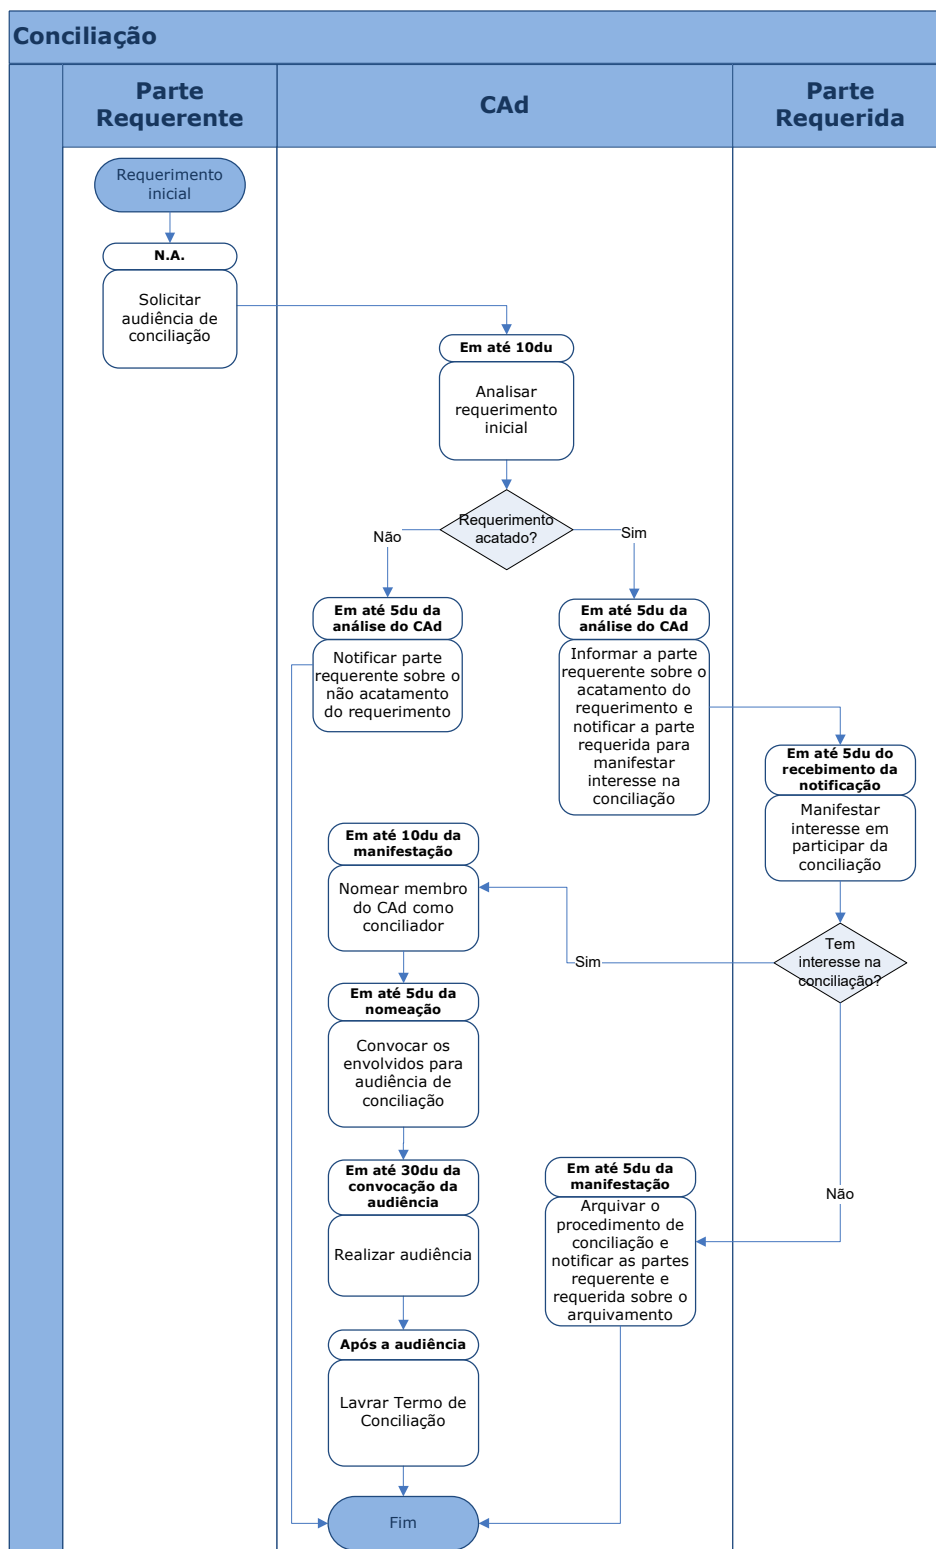 Conciliação
Parte
Requerente
CAd
Parte
Requerida
Requerimento
inicial
N.A.
Solicitar
audiência de
conciliação
Em até 10du
Analisar
requerimento
inicial
Requerimento
acatado?
Não
Sim
Em até 5du da
análise do CAd
Notificar parte
requerente sobre o
não acatamento
do requerimento
Em até 5du da
análise do CAd
Informar a parte
requerente sobre o
acatamento do
requerimento e
notificar a parte
requerida para
manifestar
interesse na
conciliação
Em até 5du do
recebimento da
notificação
Manifestar
interesse em
participar da
conciliação
Tem
interesse na
conciliação?
Sim
Não
Em até 10du da
manifestação
Nomear membro
do CAd como
conciliador
Em até 5du da
nomeação
Convocar os
envolvidos para
audiência de
conciliação
Em até 30du da
convocação da
audiência
Realizar audiência
Em até 5du da
manifestação
Arquivar o
procedimento de
conciliação e
notificar as partes
requerente e
requerida sobre o
arquivamento
Após a audiência
Lavrar Termo de
Conciliação
Fim